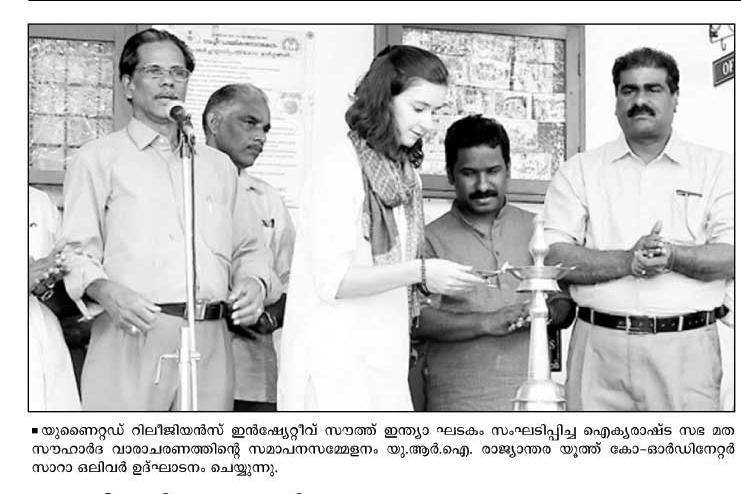 ▪ യുണൈറ്റഡ് റിലീജിയൻസ് ഇൻഷ്യേറ്റീവ് സൗത്ത് ഇന്ത്യാ ഘടകം സംഘടിപ്പിച്ച ഐക്യരാഷ്ട സഭ മത
സൗഹാർദ വാരാചരണത്തിന്റെ സമാപനസമ്മേളനം യു.ആർ.ഐ. രാജ്യാന്തര യൂത്ത് കോ-ഓർഡിനേറ്റർ
സാറാ ഒലിവർ ഉദ്ഘാടനം ചെയ്യുന്നു.